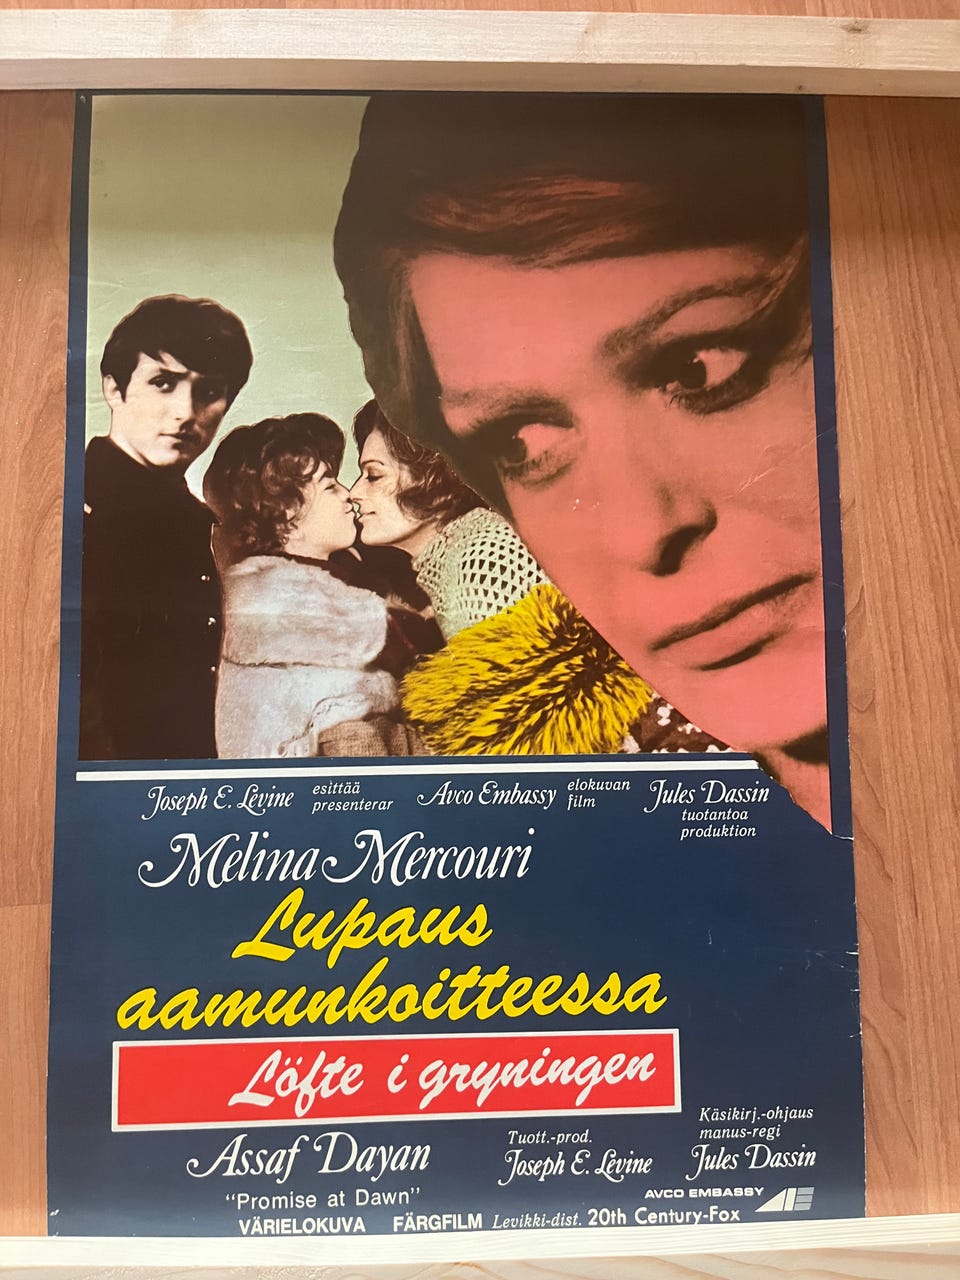 Joseph E. Levine esittää presenterar Avco Embassy elokuvan film Jules Dassin tuotantoa produktion
Melina Mercouri
Lupaus
aamunkoitteessa
Löfte i gryningen
Assaf Dayan
Tuott.-prod.
Joseph E. Levine
Käsikirj.-ohjaus
manus-regi
Jules Dassin
"Promise at Dawn"
AVCO EMBASSY AE
VÄRIELOKUVA FÄRGFILM Levikki-dist. 20th Century-Fox